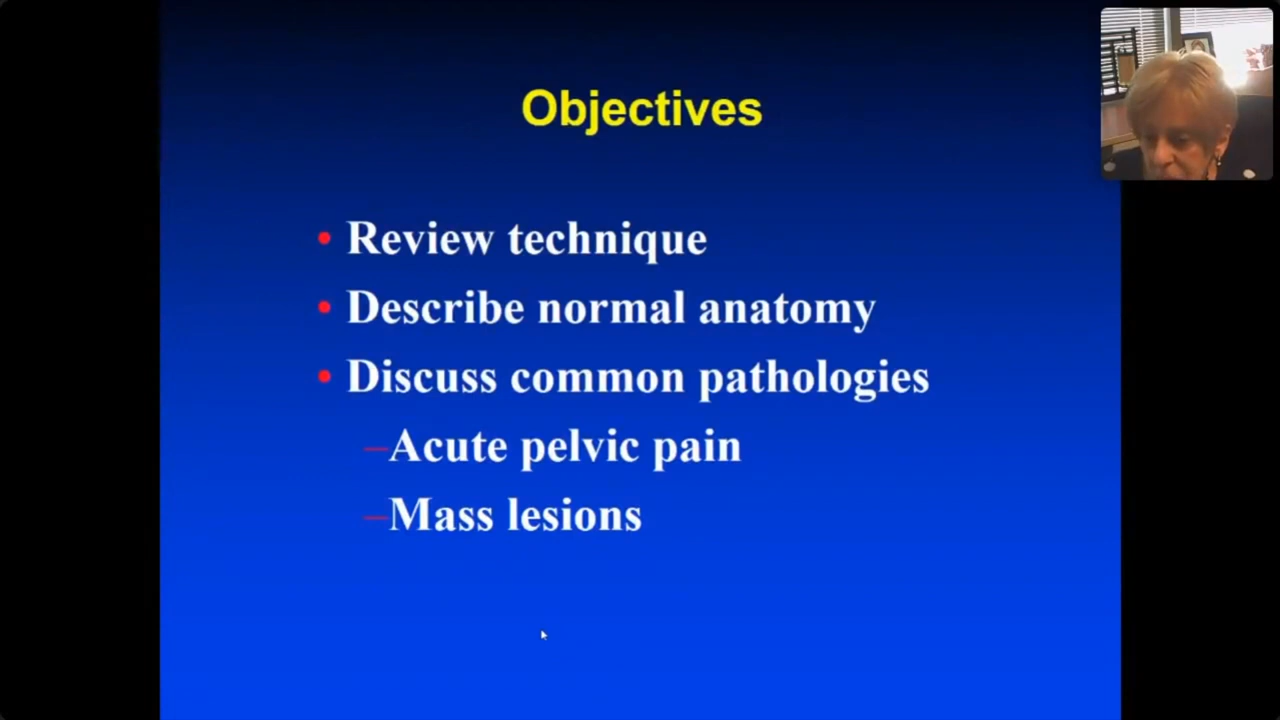 Objectives
• Review technique
• Describe normal anatomy
• Discuss common pathologies
–Acute pelvic pain
–Mass lesions